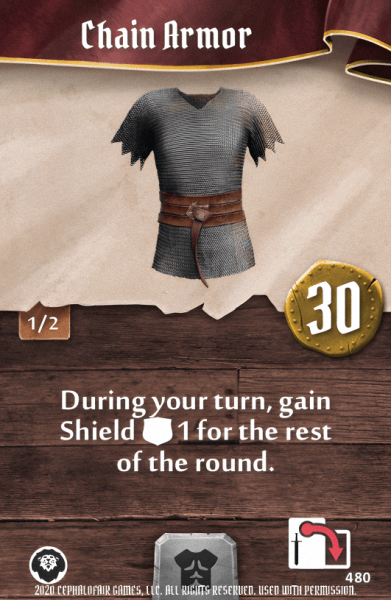 Chain Armor
1/2
30
During your turn, gain
Shield 1 for the rest
of the round.
480
2020 CEPHALOFAIR GAMES, LLC. ALL RIGHTS RESERVED. USED WITH PERMISSION.